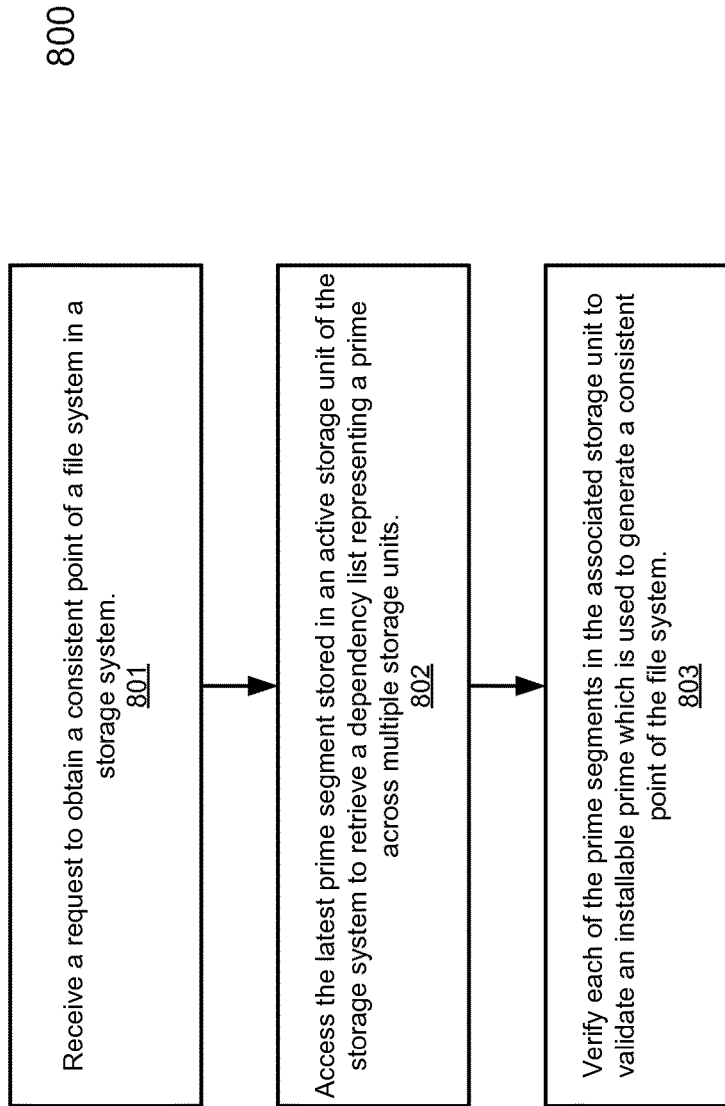 800
Receive a request to obtain a consistent point of a file system in a
storage system.
801
Access the latest prime segment stored in an active storage unit of the
storage system to retrieve a dependency list representing a prime
across multiple storage units.
802
Verify each of the prime segments in the associated storage unit to
validate an installable prime which is used to generate a consistent
point of the file system.
803